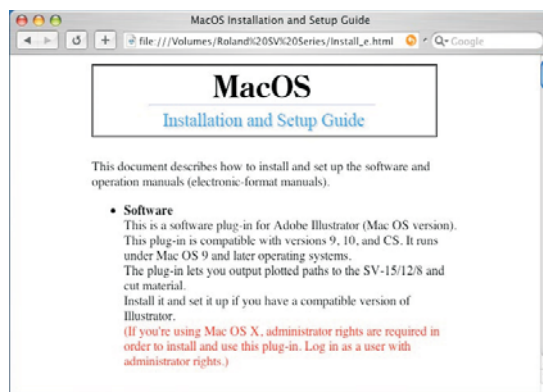 MacOS Installation and Setup Guide
file:///Volumes/Roland%20SV%20Series/Install_e.html
Google
MacOS
Installation and Setup Guide
This document describes how to install and set up the software and
operation manuals (electronic-format manuals).
• Software
This is a software plug-in for Adobe Illustrator (Mac OS version).
This plug-in is compatible with versions 9, 10, and CS. It runs
under Mac OS 9 and later operating systems.
The plug-in lets you output plotted paths to the SV-15/12/8 and
cut material.
Install it and set it up if you have a compatible version of
Illustrator.
(If you're using Mac OS X, administrator rights are required in
order to install and use this plug-in. Log in as a user with
administrator rights.)